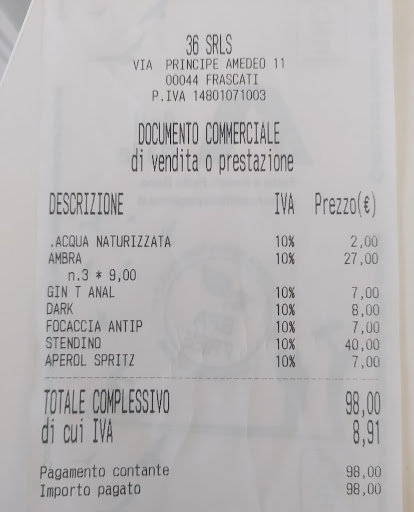 36 SRLS
VIA PRINCIPE AMEDEO 11
00044 FRASCATI
P.IVA 14801071003
DOCUMENTO COMMERCIALE
di vendita o prestazione
DESCRIZIONE IVA Prezzo(€)
.ACQUA NATURIZZATA 10% 2,00
AMBRA 10% 27,00
n.3 * 9,00
GIN T ANAL 10% 7,00
DARK 10% 8,00
FOCACCIA ANTIP 10% 7,00
STENDINO 10% 40,00
APEROL SPRITZ 10% 7,00
TOTALE COMPLESSIVO 98,00
di cui IVA 8,91
Pagamento contante 98,00
Importo pagato 98,00